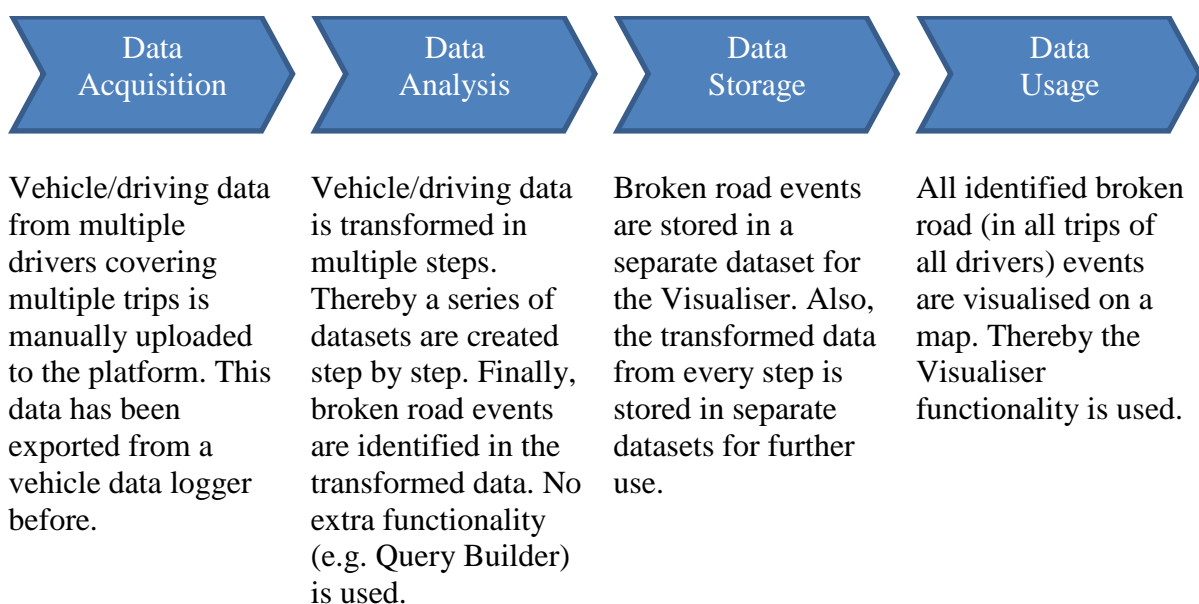 Data
Acquisition
Data
Analysis
Data
Storage
Data
Usage
Vehicle/driving data
from multiple
drivers covering
multiple trips is
manually uploaded
to the platform. This
data has been
exported from a
vehicle data logger
before.
Vehicle/driving data
is transformed in
multiple steps.
Thereby a series of
datasets are created
step by step. Finally,
broken road events
are identified in the
transformed data. No
extra functionality
(e.g. Query Builder)
is used.
Broken road events
are stored in a
separate dataset for
the Visualiser. Also,
the transformed data
from every step is
stored in separate
datasets for further
use.
All identified broken
road (in all trips of
all drivers) events
are visualised on a
map. Thereby the
Visualiser
functionality is used.